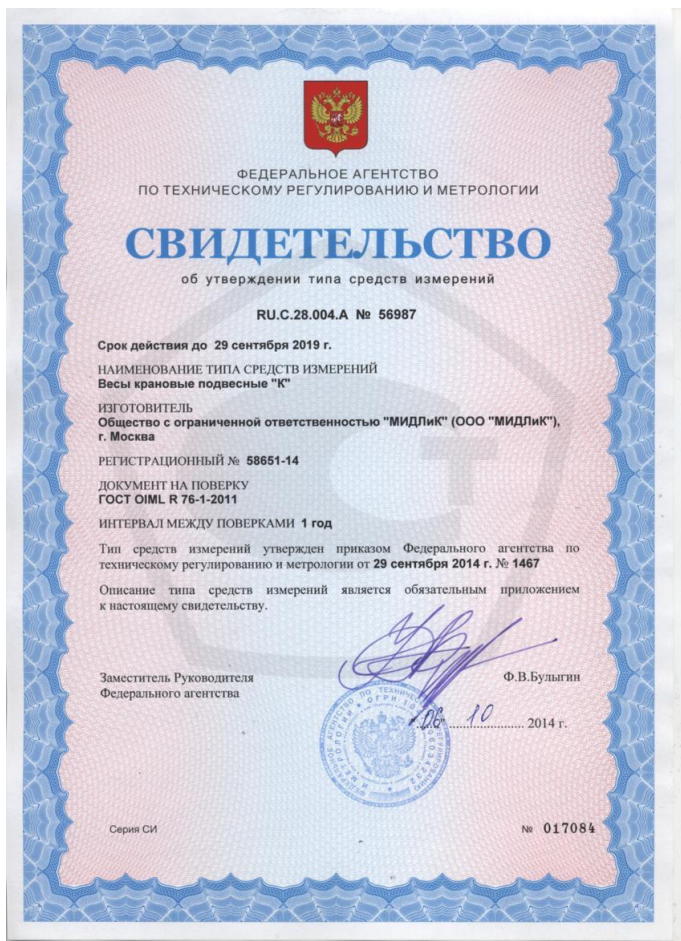 ФЕДЕРАЛЬНОЕ АГЕНТСТВО
ПО ТЕХНИЧЕСКОМУ РЕГУЛИРОВАНИЮ И МЕТРОЛОГИИ
СВИДЕТЕЛЬСТВО
об утверждении типа средств измерений
RU.C.28.004.A № 56987
Срок действия до 29 сентября 2019 г.
НАИМЕНОВАНИЕ ТИПА СРЕДСТВ ИЗМЕРЕНИЙ
Весы крановые подвесные "К"
ИЗГОТОВИТЕЛЬ
Общество с ограниченной ответственностью "МИДЛиК" (ООО "МИДЛиК"),
г. Москва
РЕГИСТРАЦИОННЫЙ № 58651-14
ДОКУМЕНТ НА ПОВЕРКУ
ГОСТ OIML R 76-1-2011
ИНТЕРВАЛ МЕЖДУ ПОВЕРКАМИ 1 год
Тип средств измерений утвержден приказом Федерального агентства по
техническому регулированию и метрологии от 29 сентября 2014 г. № 1467
Описание типа средств измерений является обязательным приложением
к настоящему свидетельству.
Заместитель Руководителя
Федерального агентства
Ф.В.Булыгин
"06" 10 2014 г.
Серия СИ
№ 017084